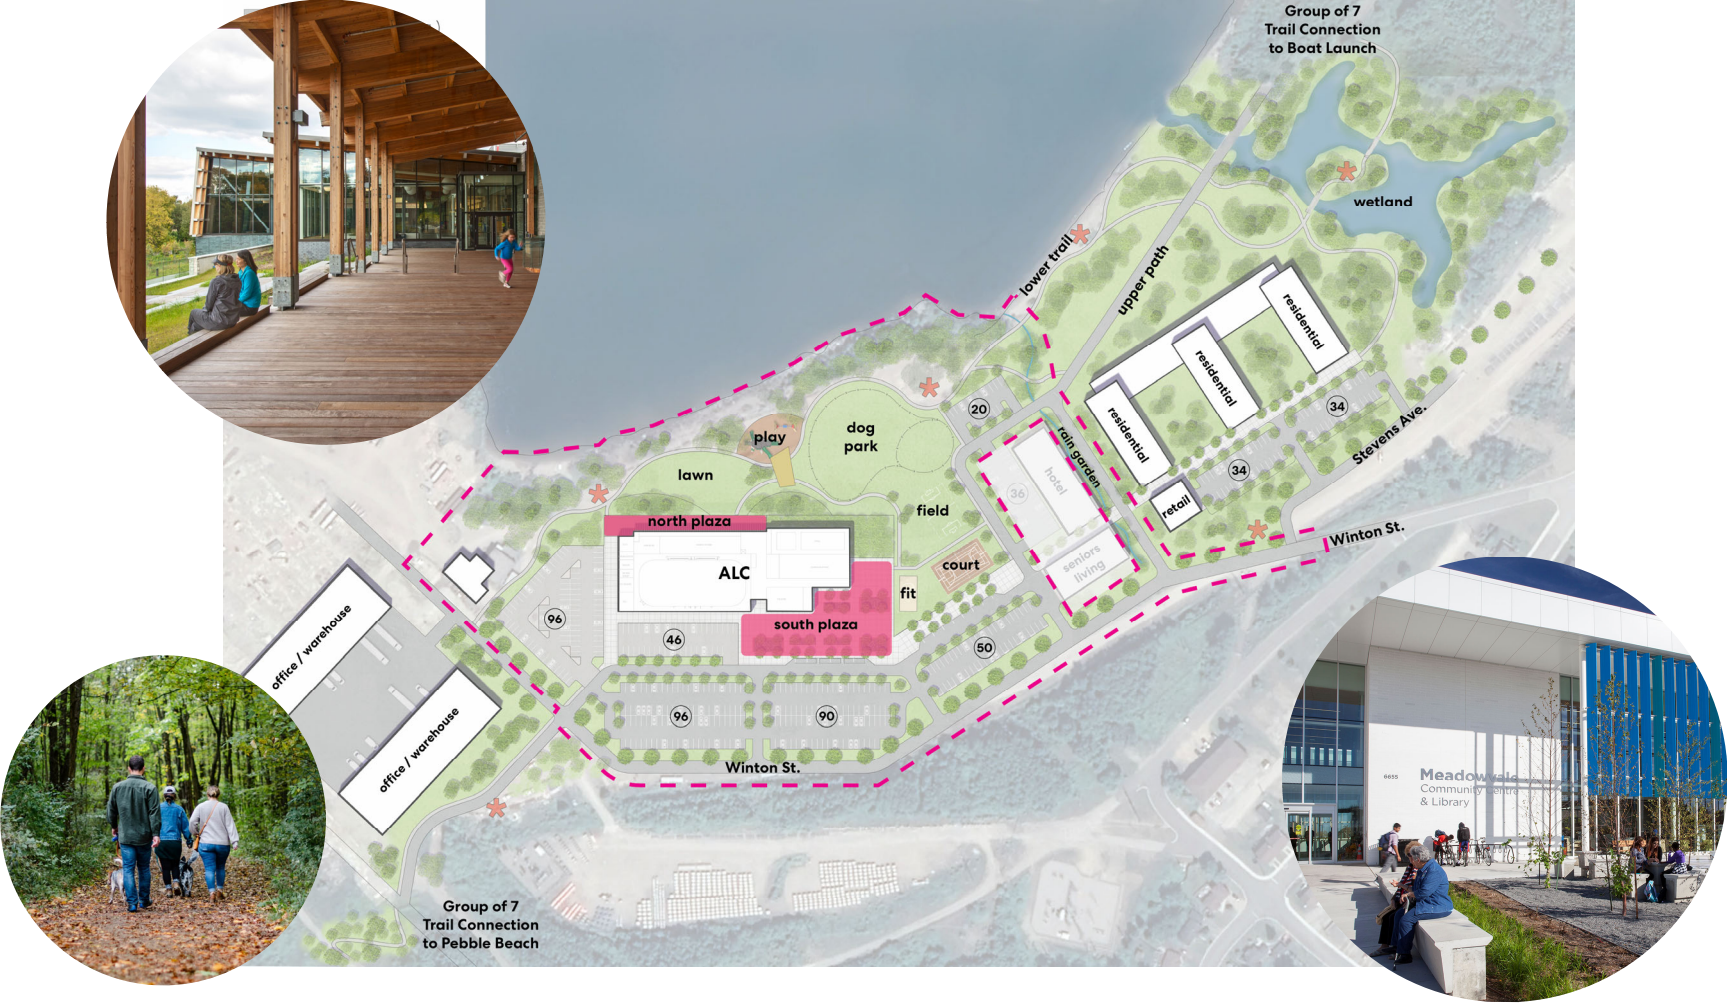 Group of 7
Trail Connection
to Boat Launch
wetland
lower trail
upper path
residential
residential
residential
34
34
Stevens Ave.
retail
Winton St.
20
rain garden
hotel
36
seniors
living
play
dog
park
lawn
field
north plaza
ALC
court
fit
south plaza
96
46
50
96
90
Winton St.
office / warehouse
office / warehouse
Group of 7
Trail Connection
to Pebble Beach
6655
Meadowvale
Community Centre
& Library